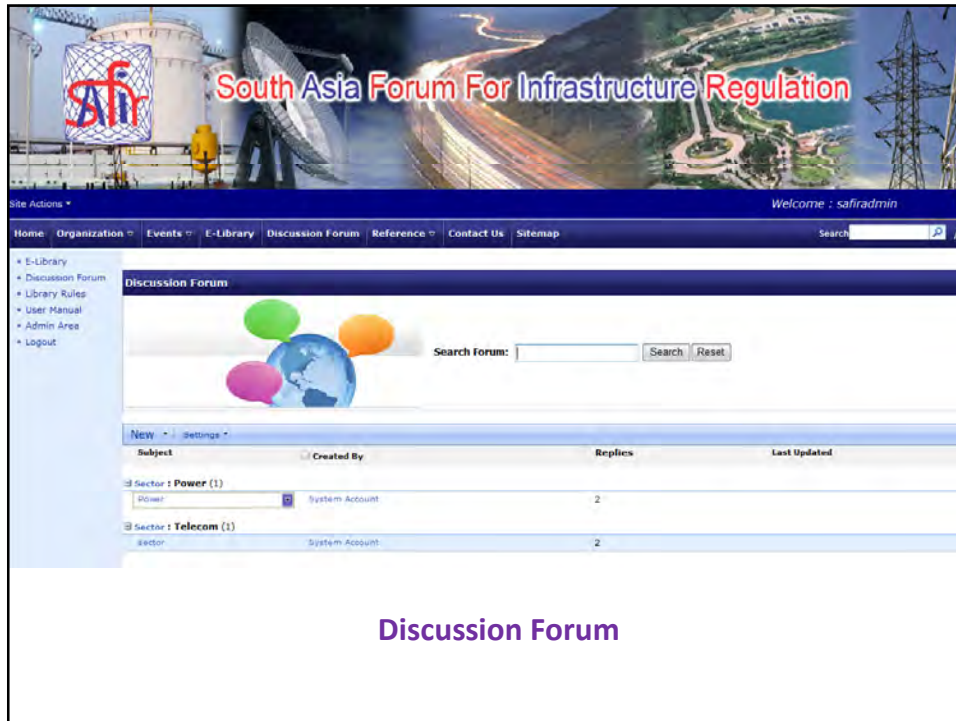 SAfir
South Asia Forum For Infrastructure Regulation
Site Actions
Welcome : safiradmin
Home Organization Events E-Library Discussion Forum Reference Contact Us Sitemap Search
E-Library
Discussion Forum
Library Rules
User Manual
Admin Area
Logout
Discussion Forum
Search Forum: Search Reset
New Settings
Subject Created By Replies Last Updated
Sector : Power (1)
Power System Account 2
Sector : Telecom (1)
sector System Account 2
Discussion Forum